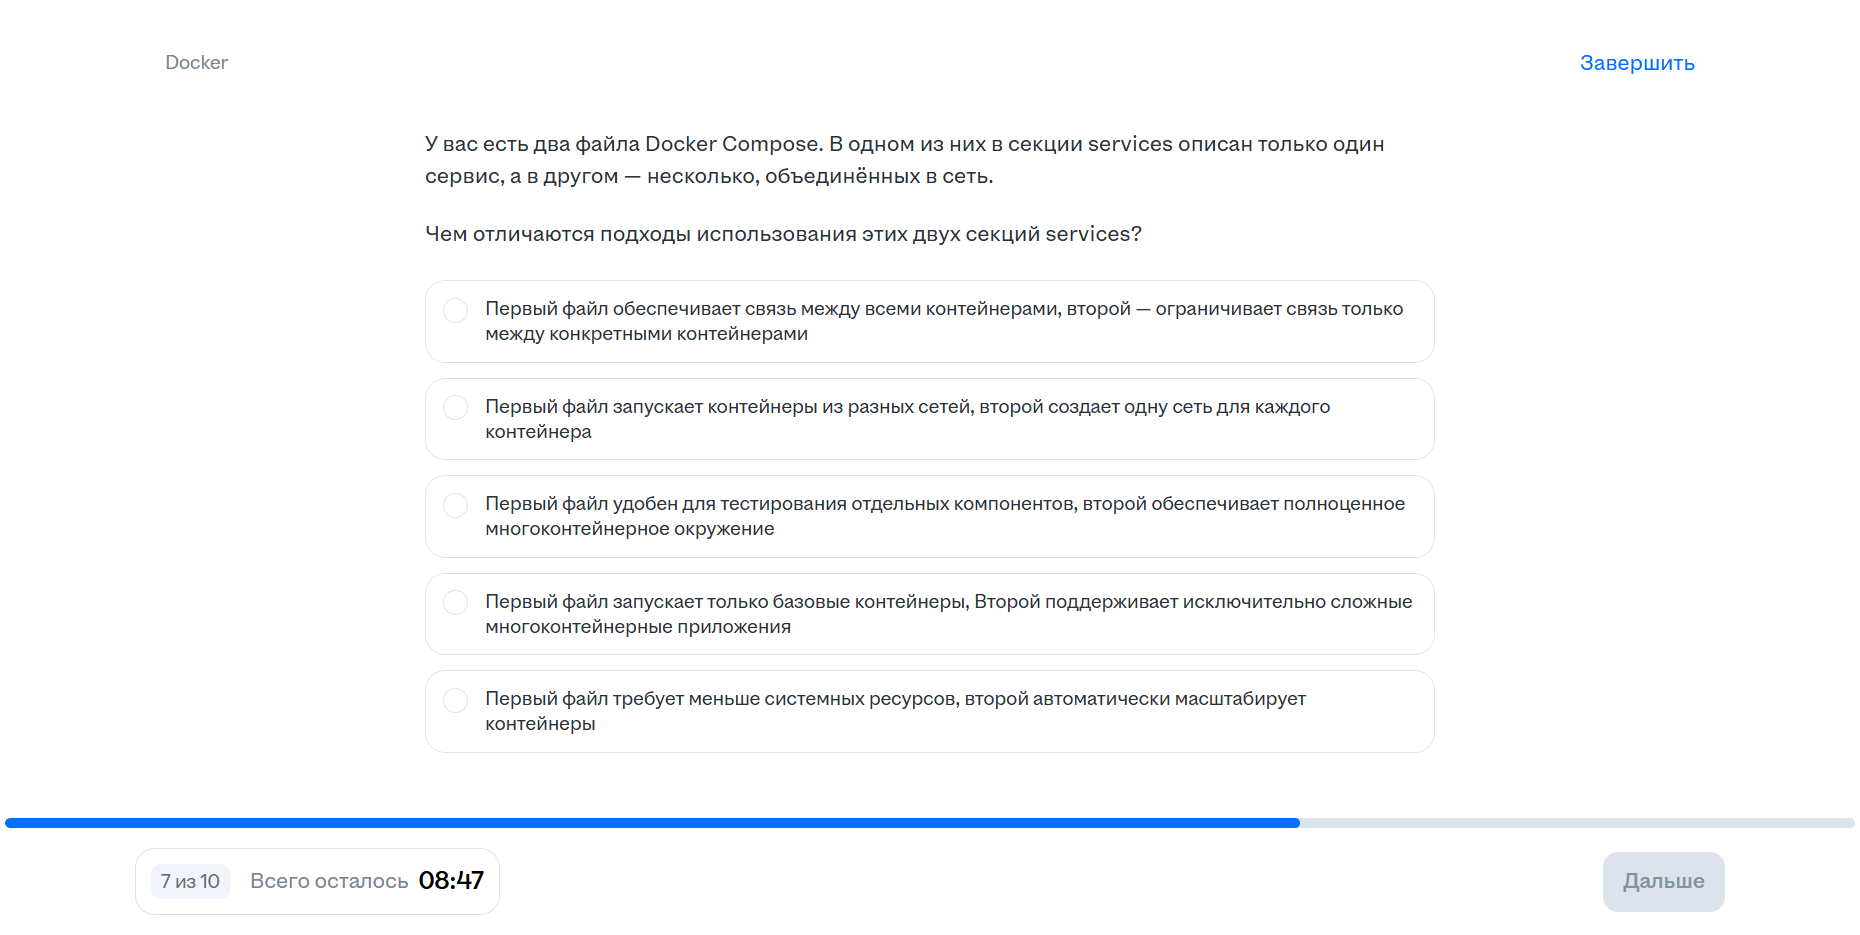 Docker
Завершить
У вас есть два файла Docker Compose. В одном из них в секции services описан только один
сервис, а в другом — несколько, объединённых в сеть.
Чем отличаются подходы использования этих двух секций services?
Первый файл обеспечивает связь между всеми контейнерами, второй — ограничивает связь только
между конкретными контейнерами
Первый файл запускает контейнеры из разных сетей, второй создает одну сеть для каждого
контейнера
Первый файл удобен для тестирования отдельных компонентов, второй обеспечивает полноценное
многоконтейнерное окружение
Первый файл запускает только базовые контейнеры, Второй поддерживает исключительно сложные
многоконтейнерные приложения
Первый файл требует меньше системных ресурсов, второй автоматически масштабирует
контейнеры
7 из 10
Всего осталось 08:47
Дальше